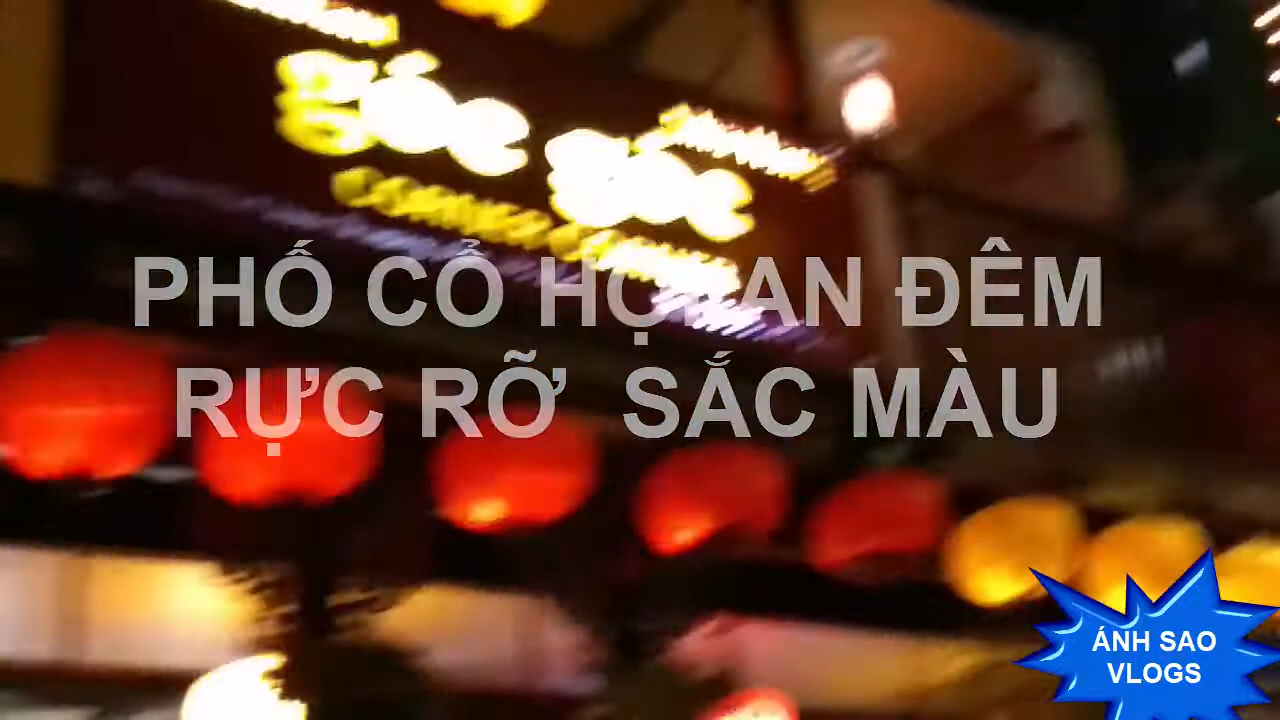 PHỐ CỔ HỘI AN ĐÊM
RỰC RỠ SẮC MÀU
ÁNH SAO
VLOGS